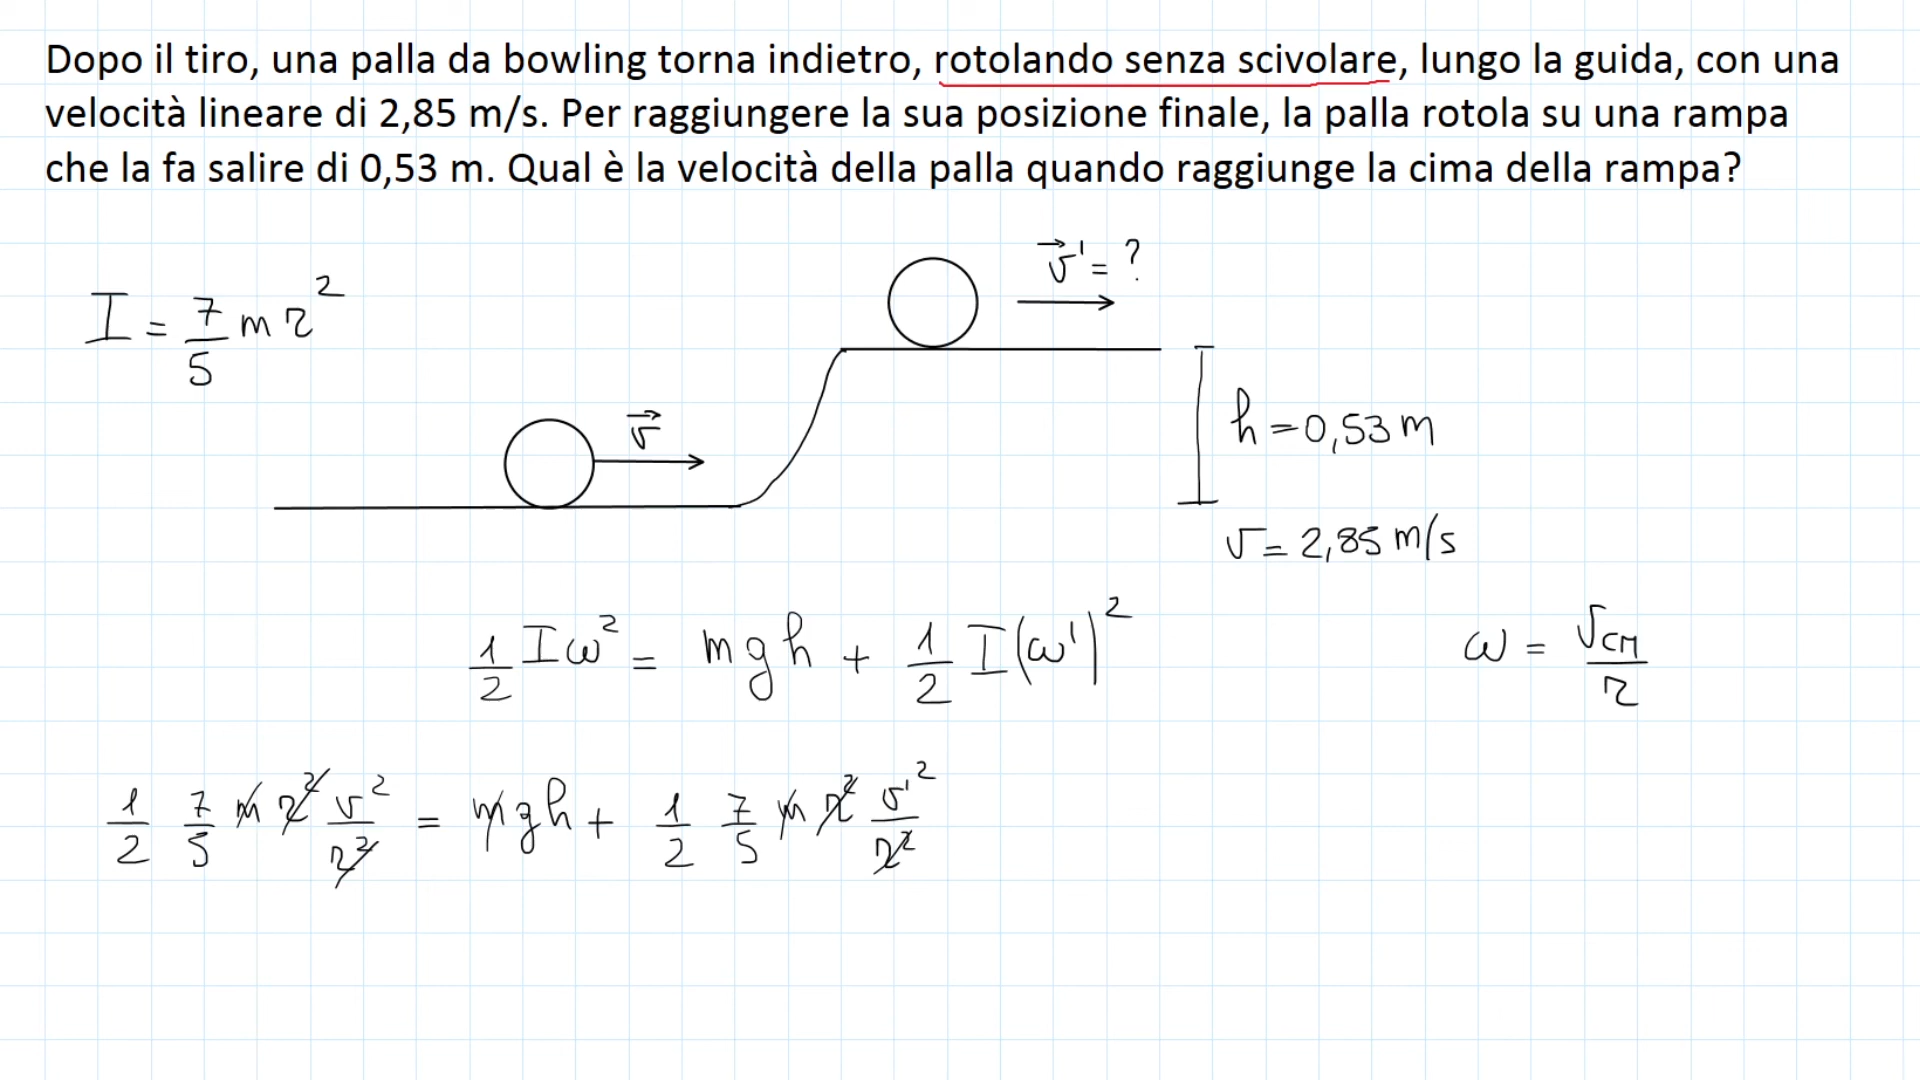 Dopo il tiro, una palla da bowling torna indietro, rotolando senza scivolare, lungo la guida, con una
velocità lineare di 2,85 m/s. Per raggiungere la sua posizione finale, la palla rotola su una rampa
che la fa salire di 0,53 m. Qual è la velocità della palla quando raggiunge la cima della rampa?
v⃗' = ?
I = 7/5 m r²
v⃗
h = 0,53 m
v = 2,85 m/s
1/2 I ω² = m g h + 1/2 I (ω')²
ω = v_CM / r
1/2 7/5 m r² v²/r² = m g h + 1/2 7/5 m r² v'²/r²